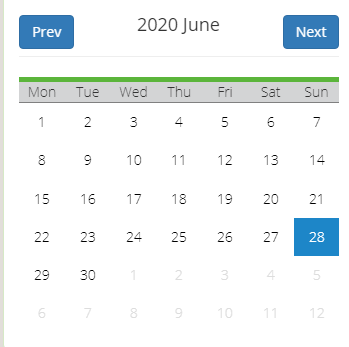 Prev 2020 June Next
Mon Tue Wed Thu Fri Sat Sun
1 2 3 4 5 6 7
8 9 10 11 12 13 14
15 16 17 18 19 20 21
22 23 24 25 26 27 28
29 30 1 2 3 4 5
6 7 8 9 10 11 12